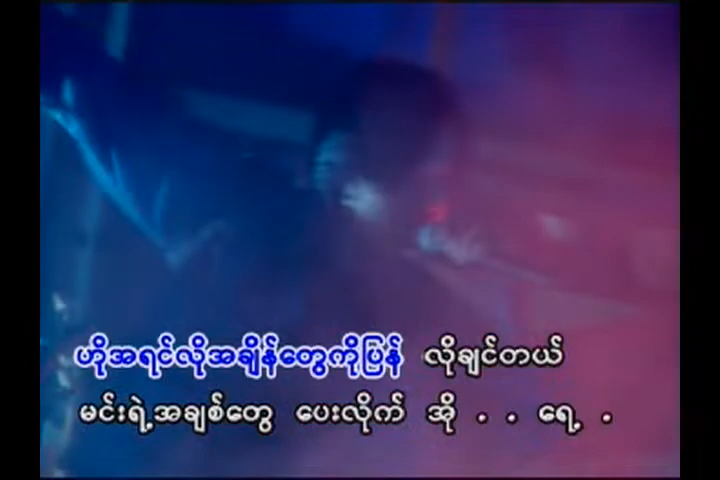 ဟိုအရင်လိုအချိန်တွေကိုပြန် လိုချင်တယ်
မင်းရဲ့အချစ်တွေ ပေးလိုက် အို . . ရေ့ .